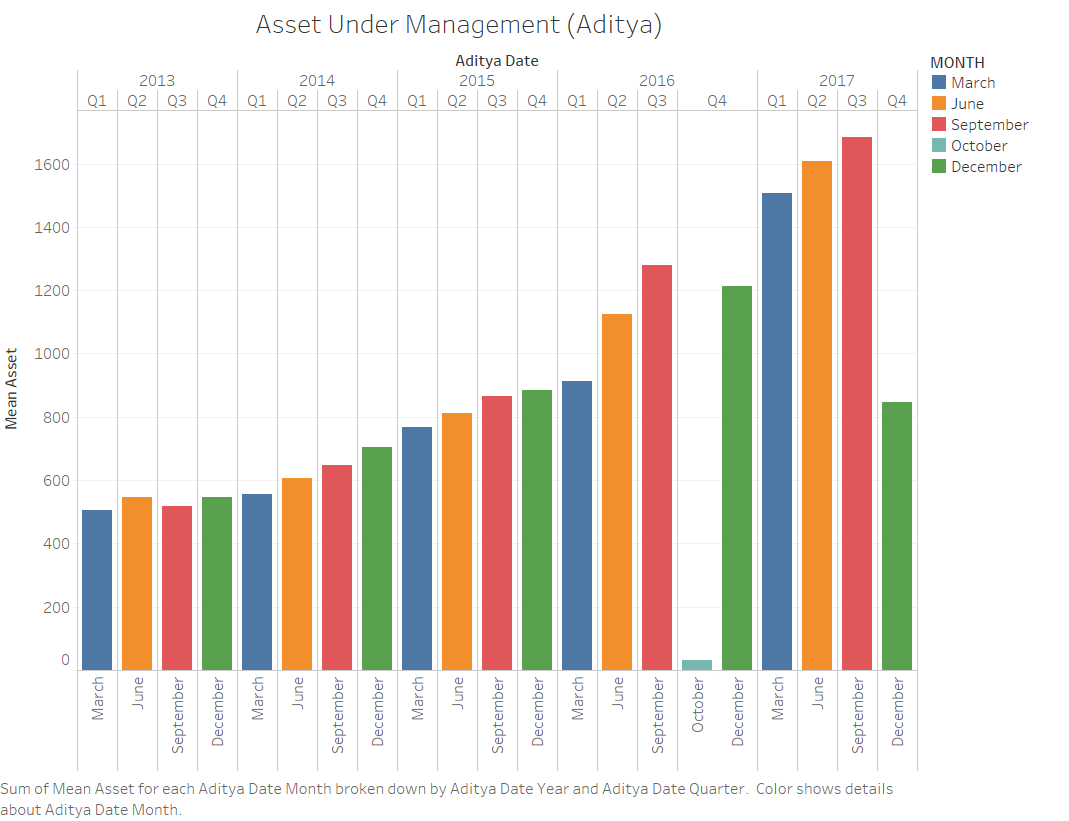 Asset Under Management (Aditya)
Aditya Date
2013 2014 2015 2016 2017
Q1 Q2 Q3 Q4 Q1 Q2 Q3 Q4 Q1 Q2 Q3 Q4 Q1 Q2 Q3 Q4 Q1 Q2 Q3 Q4
MONTH
March
June
September
October
December
Mean Asset
1600
1400
1200
1000
800
600
400
200
0
March June September December March June September December March June September December March June September October December March June September December
Sum of Mean Asset for each Aditya Date Month broken down by Aditya Date Year and Aditya Date Quarter. Color shows details
about Aditya Date Month.